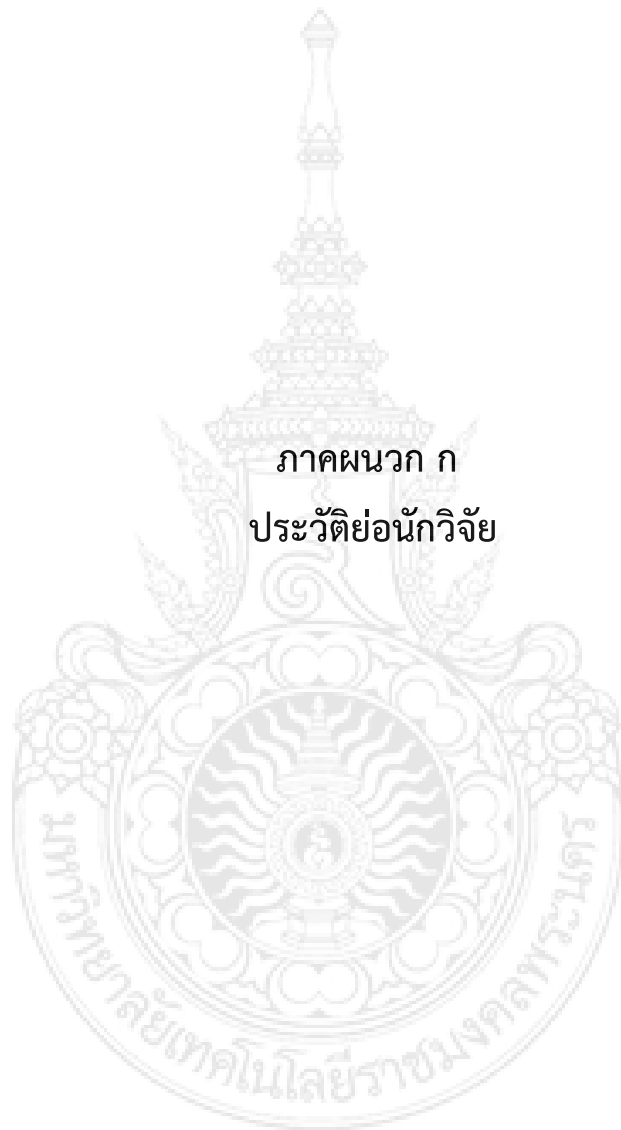 ภาคผนวก ก
ประวัติย่อนักวิจัย
มหาวิทยาลัยเทคโนโลยีราชมงคลพระนคร